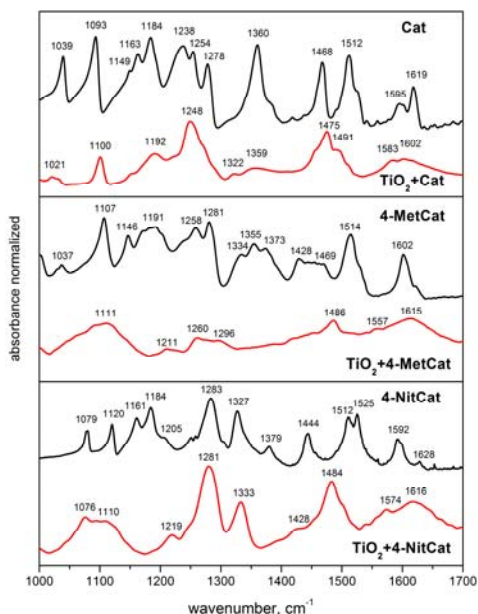 Cat
1039 1093 1149 1163 1184 1238 1254 1278 1360 1468 1512 1595 1619
1021 1100 1192 1248 1322 1359 1475 1491 1583 1602
TiO2+Cat
4-MetCat
1037 1107 1146 1191 1258 1281 1334 1355 1373 1428 1469 1514 1602
1111 1211 1260 1296 1486 1557 1615
TiO2+4-MetCat
4-NitCat
1079 1120 1161 1184 1205 1283 1327 1379 1444 1512 1525 1592 1628
1076 1110 1219 1281 1333 1428 1484 1574 1616
TiO2+4-NitCat
1000 1100 1200 1300 1400 1500 1600 1700
wavenumber, cm-1
absorbance normalized